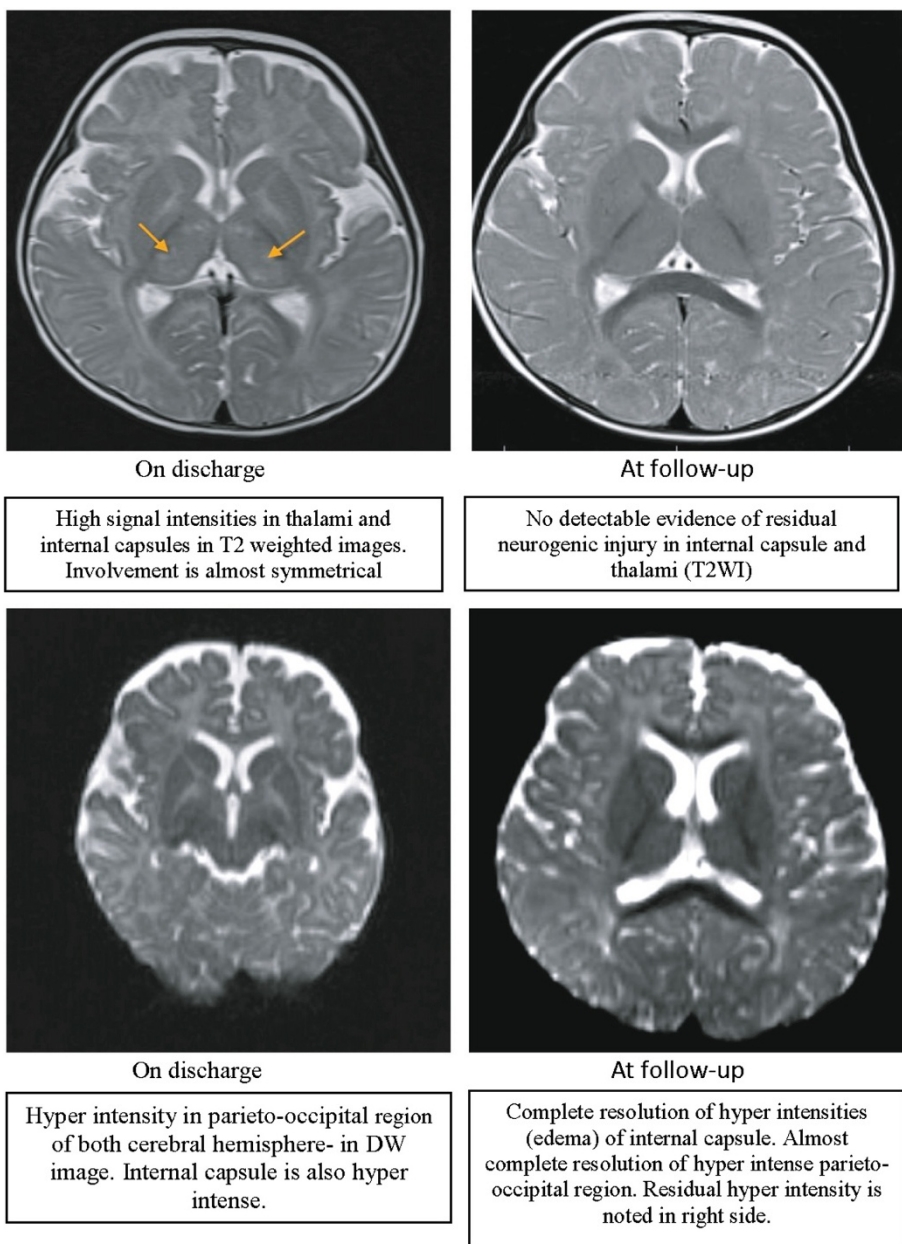 On discharge
At follow-up
High signal intensities in thalami and
internal capsules in T2 weighted images.
Involvement is almost symmetrical
No detectable evidence of residual
neurogenic injury in internal capsule and
thalami (T2WI)
On discharge
At follow-up
Hyper intensity in parieto-occipital region
of both cerebral hemisphere- in DW
image. Internal capsule is also hyper
intense.
Complete resolution of hyper intensities
(edema) of internal capsule. Almost
complete resolution of hyper intense parieto-
occipital region. Residual hyper intensity is
noted in right side.